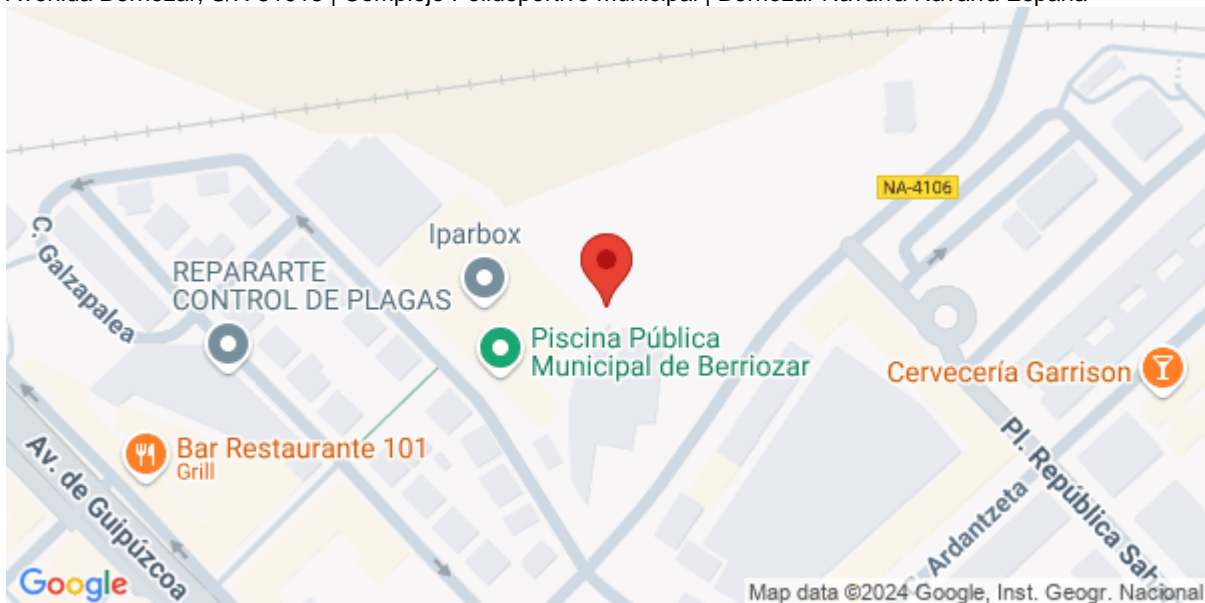 NA-4106
C. Galzapalea
Iparbox
REPARARTE
CONTROL DE PLAGAS
Piscina Pública
Municipal de Berriozar
Cervecería Garrison
Bar Restaurante 101
Grill
Av. de Guipúzcoa
Pl. República Sah
C. Ardantzeta
Google
Map data ©2024 Google, Inst. Geogr. Nacional